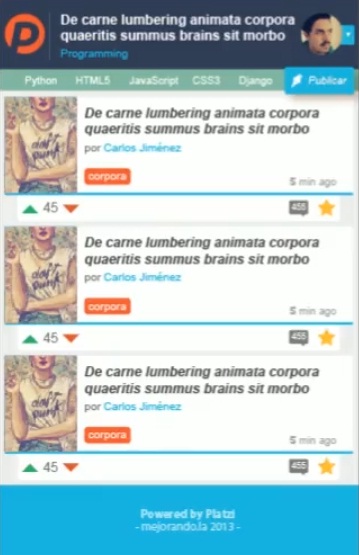 De carne lumbering animata corpora
quaeritis summus brains sit morbo
Programming
Python HTML5 JavaScript CSS3 Django Publicar
De carne lumbering animata corpora
quaeritis summus brains sit morbo
por Carlos Jiménez
corpora
5 min ago
45 455
De carne lumbering animata corpora
quaeritis summus brains sit morbo
por Carlos Jiménez
corpora
5 min ago
45 455
De carne lumbering animata corpora
quaeritis summus brains sit morbo
por Carlos Jiménez
corpora
5 min ago
45 455
Powered by Platzi
- mejorando.la 2013 -